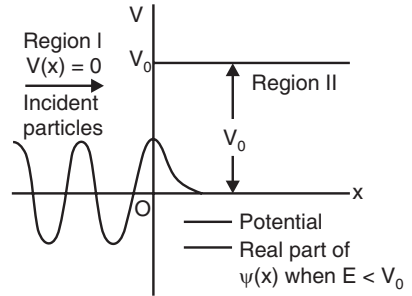 V
Region I
V(x) = 0
V₀
Region II
Incident
particles
V₀
x
O
Potential
Real part of
ψ(x) when E < V₀